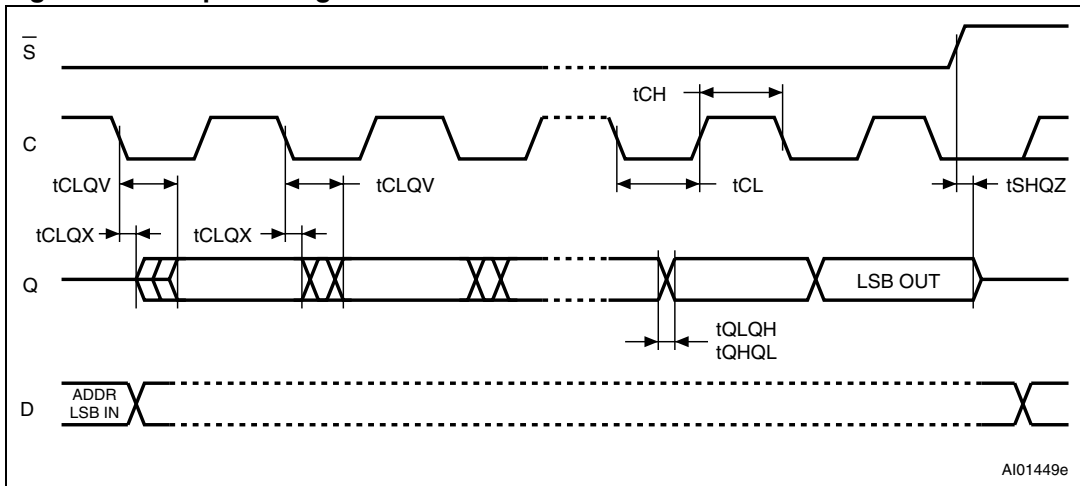 S
tCH
C
tCLQV
tCLQV
tCL
tSHQZ
tCLQX
tCLQX
Q
LSB OUT
tQLQH
tQHQL
D
ADDR
LSB IN
AI01449e